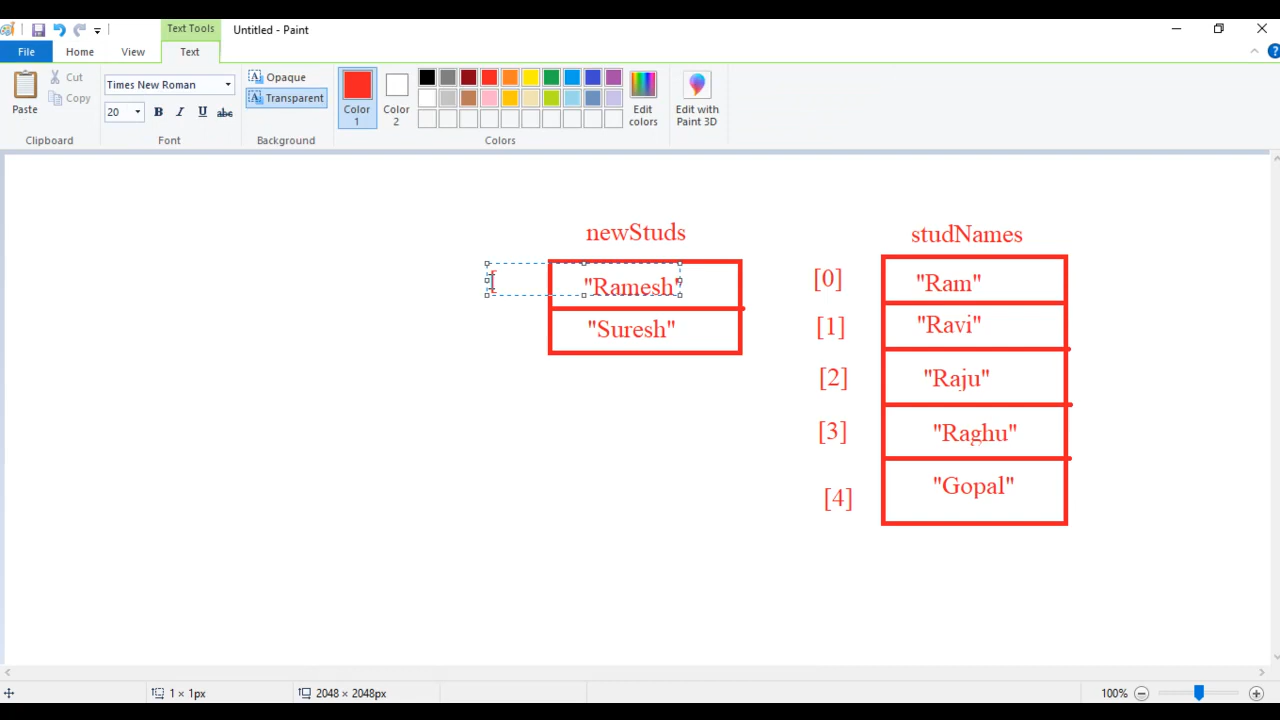 Text Tools
Untitled - Paint
File
Home
View
Text
Paste
Cut
Copy
Clipboard
Times New Roman
20
B
I
U
abc
Font
Opaque
Transparent
Background
Color
1
Color
2
Edit
colors
Colors
Edit with
Paint 3D
newStuds
studNames
[
"Ramesh"
"Suresh"
[0]
"Ram"
[1]
"Ravi"
[2]
"Raju"
[3]
"Raghu"
[4]
"Gopal"
1 × 1px
2048 × 2048px
100%